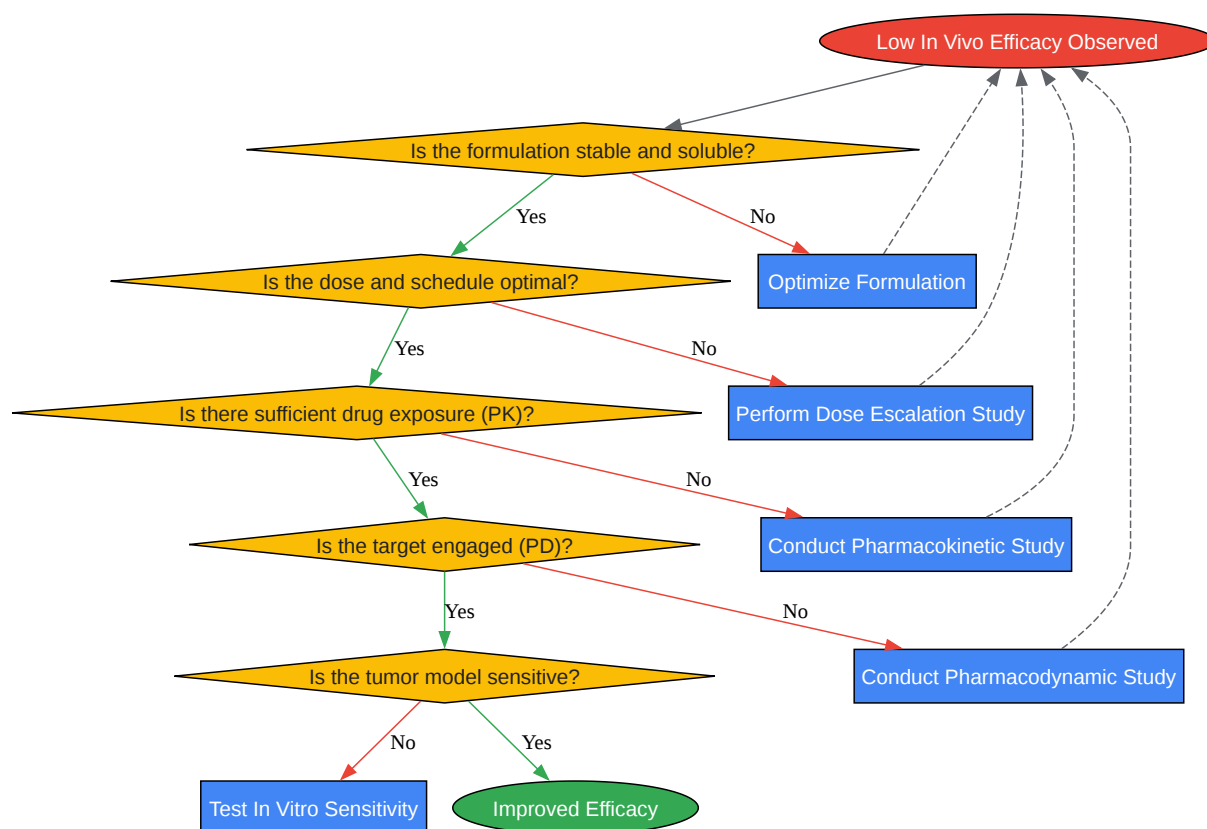 Low In Vivo Efficacy Observed
Is the formulation stable and soluble?
Yes
No
Is the dose and schedule optimal?
Optimize Formulation
Yes
No
Is there sufficient drug exposure (PK)?
Perform Dose Escalation Study
Yes
No
Is the target engaged (PD)?
Conduct Pharmacokinetic Study
Yes
No
Is the tumor model sensitive?
Conduct Pharmacodynamic Study
No
Yes
Test In Vitro Sensitivity
Improved Efficacy